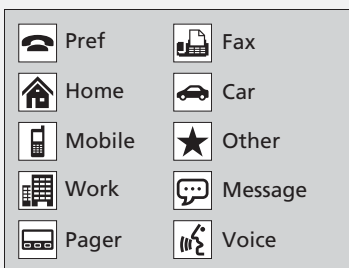 Pref
Home
Mobile
Work
Pager
Fax
Car
Other
Message
Voice